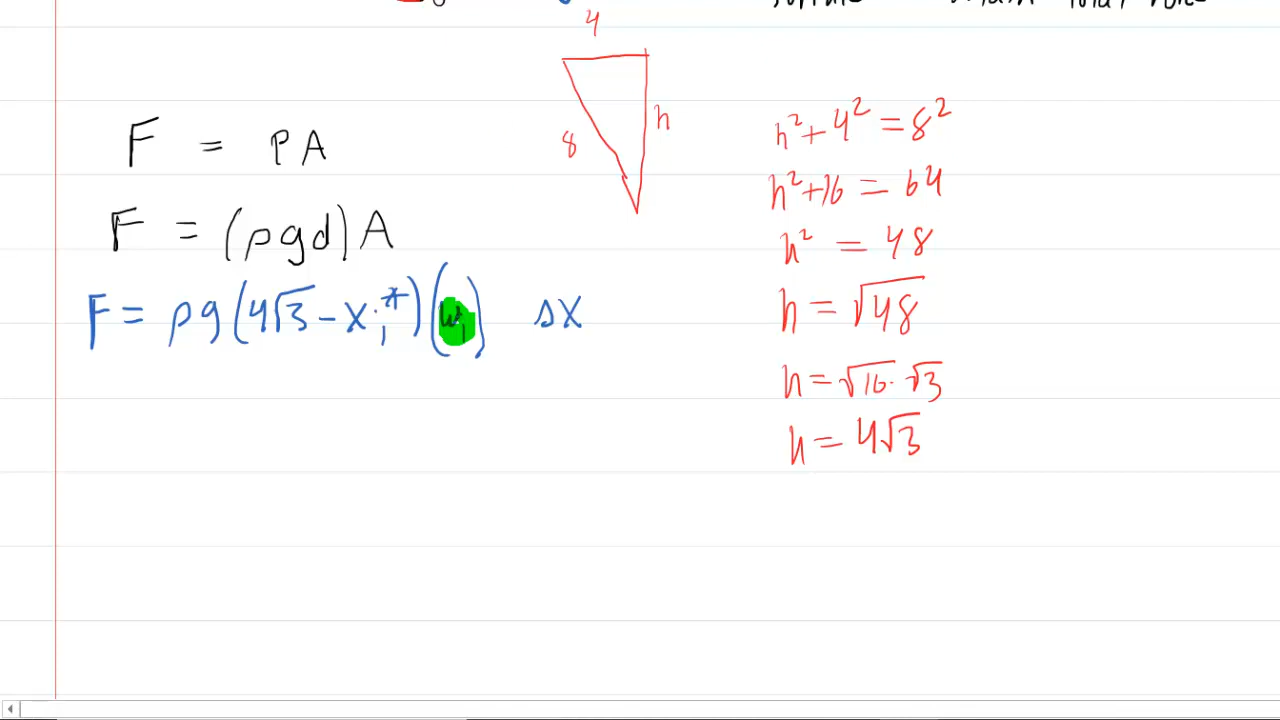 4
8
h
F = PA
F = (ρgd)A
F = ρg(4√3 - xᵢ*)(wᵢ) Δx
h² + 4² = 8²
h² + 16 = 64
h² = 48
h = √48
h = √16 · √3
h = 4√3